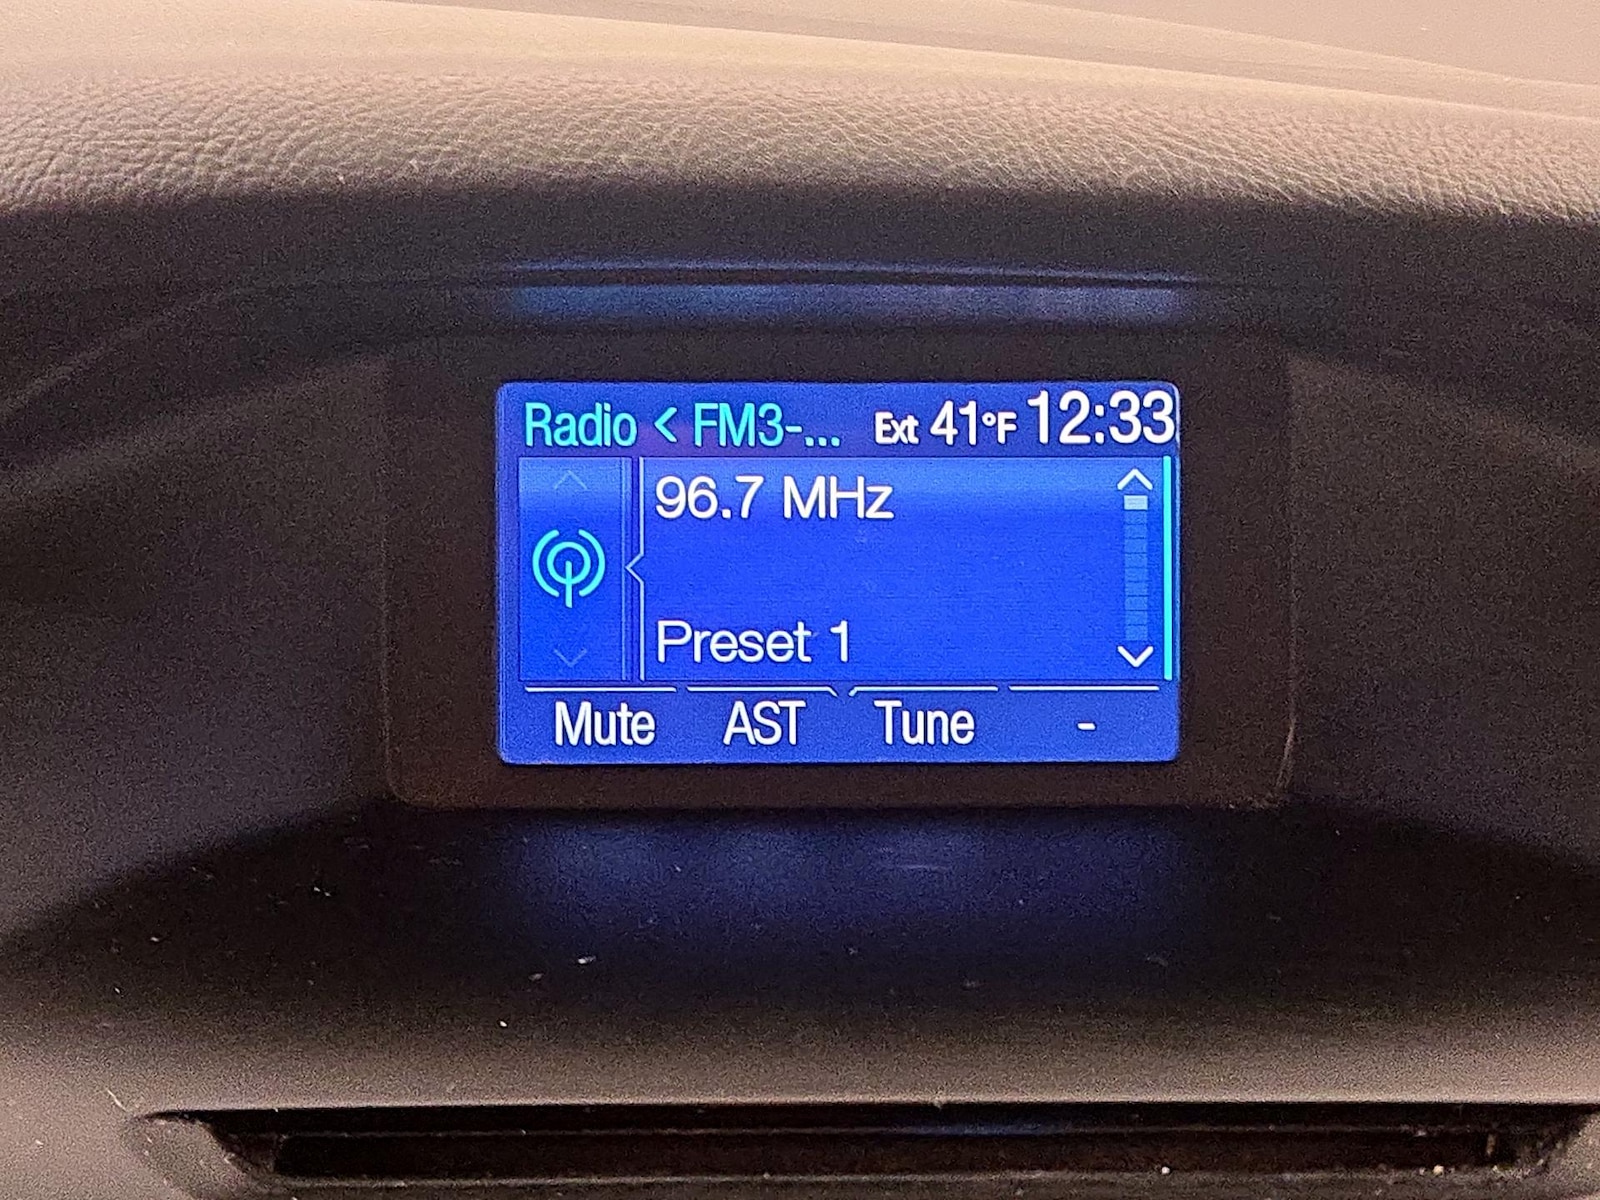 Radio < FM3-... Ext 41°F 12:33
96.7 MHz
Preset 1
Mute AST Tune -